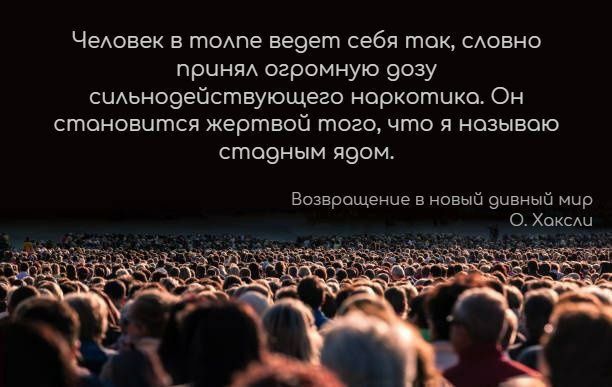 Человек в толпе ведет себя так, словно
принял огромную дозу
сильнодействующего наркотика. Он
становится жертвой того, что я называю
стадным ядом.
Возвращение в новый дивный мир
О. Хаксли